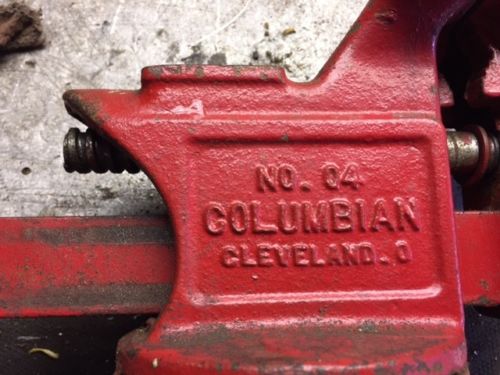 NO. 04
COLUMBIAN
CLEVELAND. O